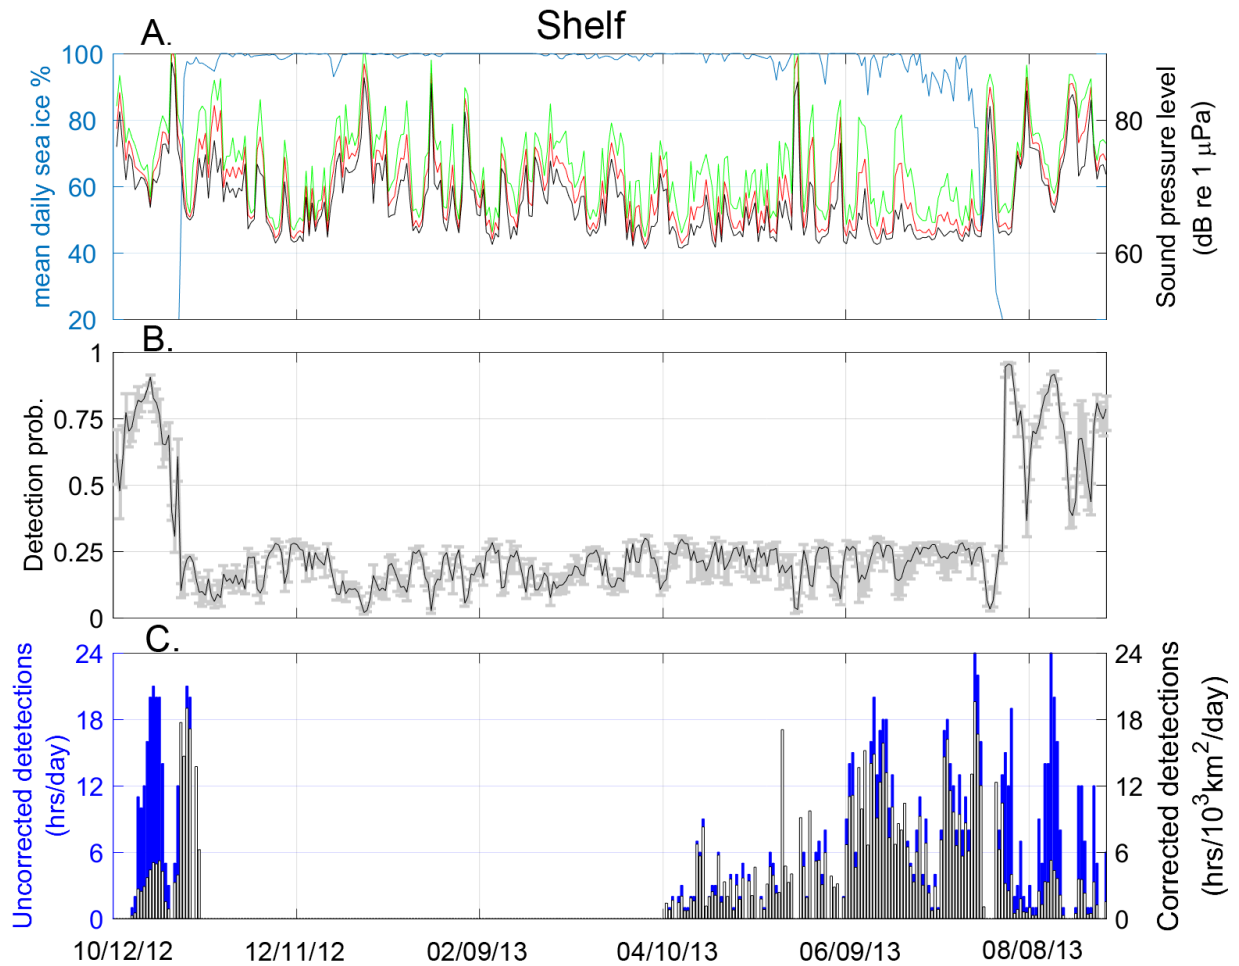 Shelf
A.
100
80
60
40
20
mean daily sea ice %
80
60
Sound pressure level
(dB re 1 μPa)
B.
1
0.75
0.5
0.25
0
Detection prob.
C.
24
18
12
6
0
Uncorrected detetections
(hrs/day)
24
18
12
6
0
Corrected detetections
(hrs/10³km²/day)
10/12/12
12/11/12
02/09/13
04/10/13
06/09/13
08/08/13